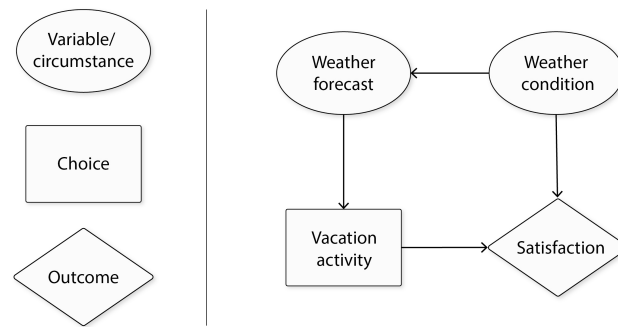 Variable/
circumstance
Choice
Outcome
Weather
forecast
Weather
condition
Vacation
activity
Satisfaction